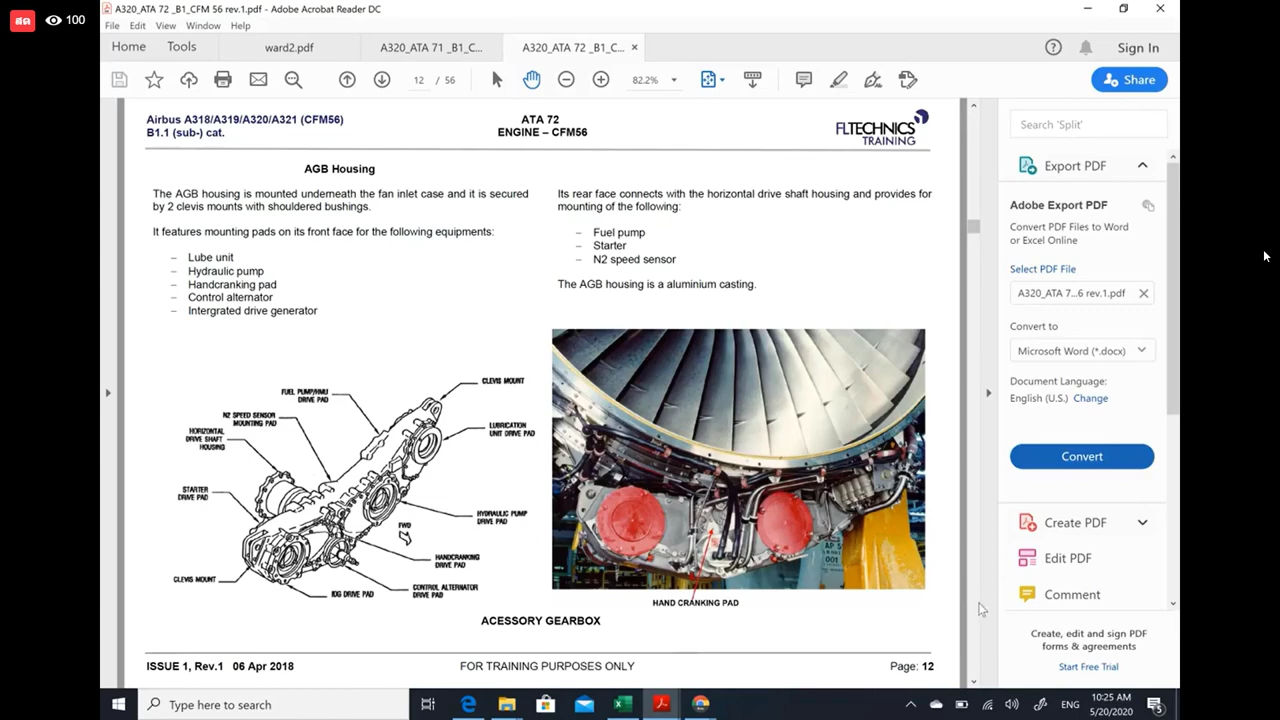 สด 100
A320_ATA 72 _B1_CFM 56 rev.1.pdf - Adobe Acrobat Reader DC
File Edit View Window Help
Home Tools ward2.pdf A320_ATA 71 _B1_C... A320_ATA 72 _B1_C... × Sign In
12 / 56 82.2% Share
Airbus A318/A319/A320/A321 (CFM56)
B1.1 (sub-) cat.
ATA 72
ENGINE – CFM56
FLTECHNICS
TRAINING
AGB Housing
The AGB housing is mounted underneath the fan inlet case and it is secured
by 2 clevis mounts with shouldered bushings.
It features mounting pads on its front face for the following equipments:
– Lube unit
– Hydraulic pump
– Handcranking pad
– Control alternator
– Intergrated drive generator
Its rear face connects with the horizontal drive shaft housing and provides for
mounting of the following:
– Fuel pump
– Starter
– N2 speed sensor
The AGB housing is a aluminium casting.
CLEVIS MOUNT
FUEL PUMP/HMU
DRIVE PAD
N2 SPEED SENSOR
MOUNTING PAD
HORIZONTAL
DRIVE SHAFT
HOUSING
LUBRICATION
UNIT DRIVE PAD
STARTER
DRIVE PAD
HYDRAULIC PUMP
DRIVE PAD
FWD
HANDCRANKING
DRIVE PAD
CLEVIS MOUNT
CONTROL ALTERNATOR
DRIVE PAD
IDG DRIVE PAD
AP 5
001
HAND CRANKING PAD
ACESSORY GEARBOX
ISSUE 1, Rev.1 06 Apr 2018 FOR TRAINING PURPOSES ONLY Page: 12
Search 'Split'
Export PDF
Adobe Export PDF
Convert PDF Files to Word
or Excel Online
Select PDF File
A320_ATA 7...6 rev.1.pdf
Convert to
Microsoft Word (*.docx)
Document Language:
English (U.S.) Change
Convert
Create PDF
Edit PDF
Comment
Create, edit and sign PDF
forms & agreements
Start Free Trial
Type here to search
ENG
10:25 AM
5/20/2020
5